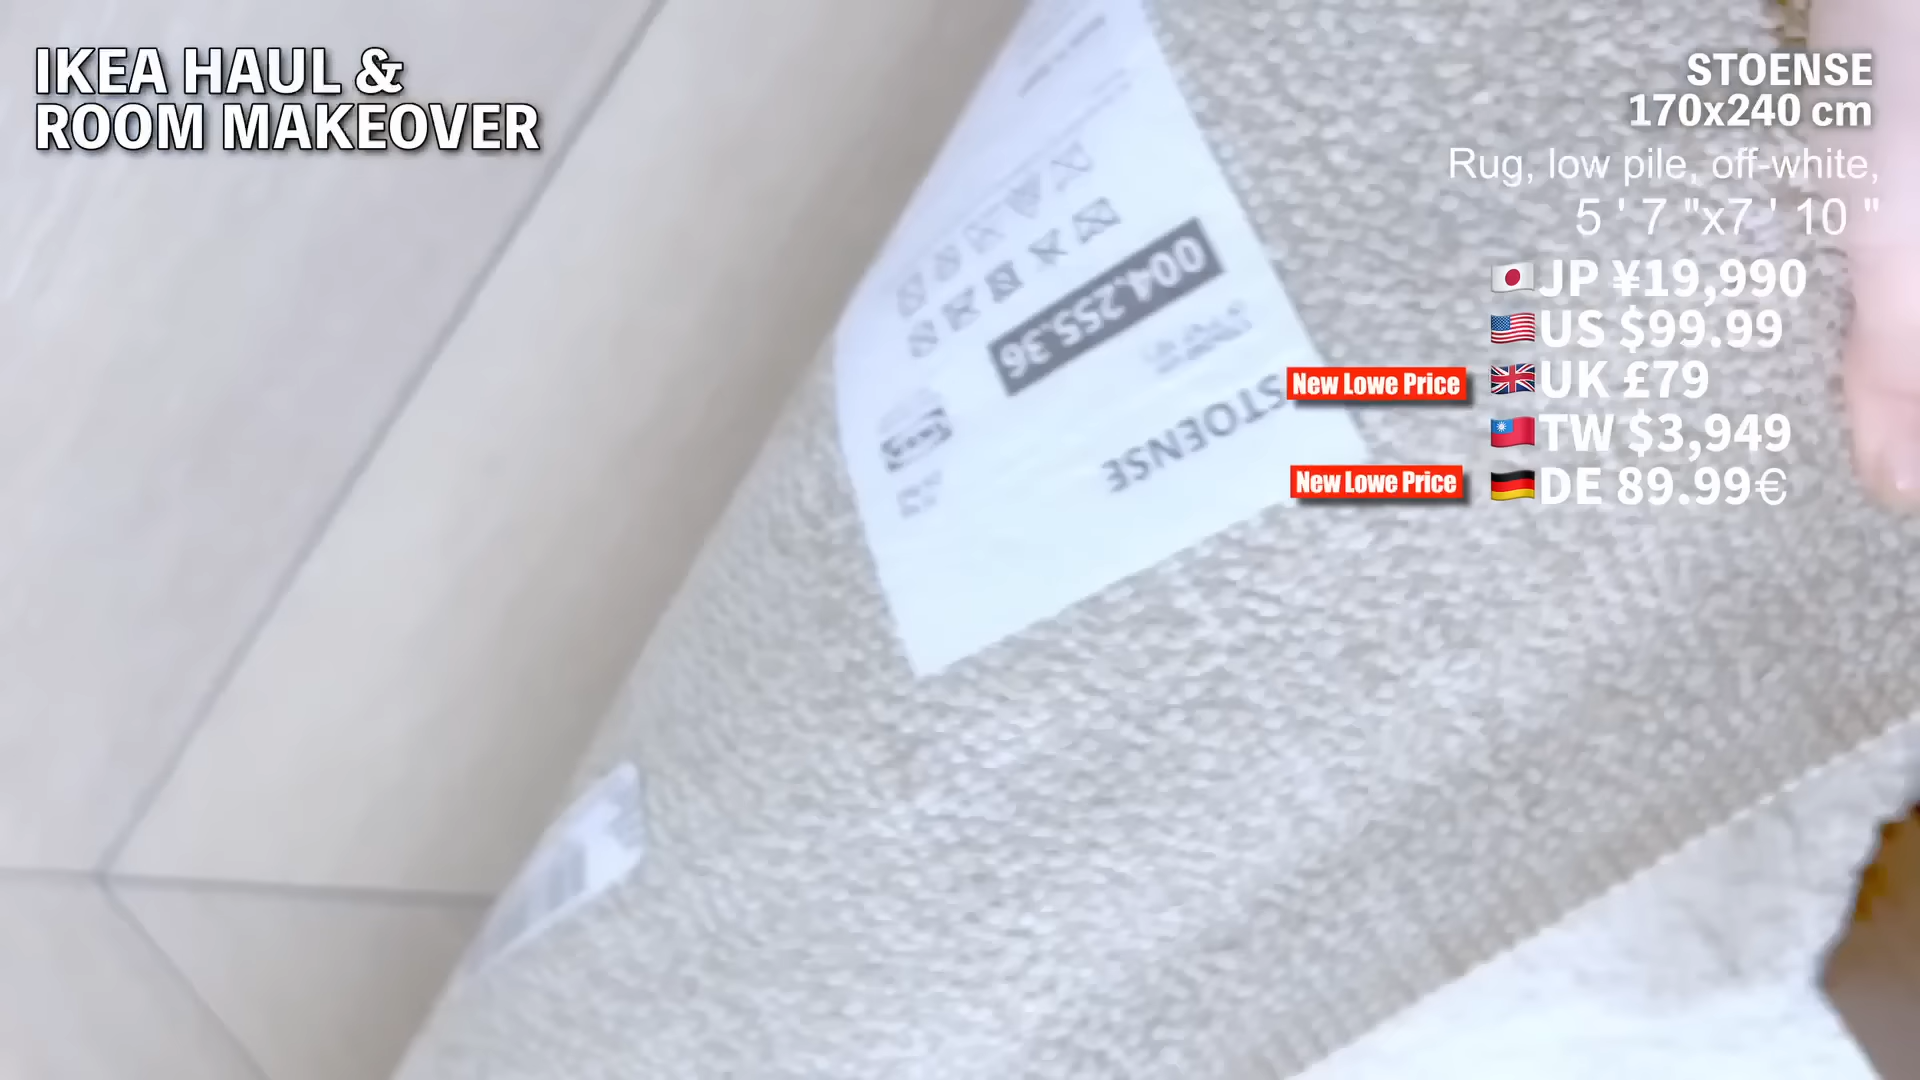 IKEA HAUL &
ROOM MAKEOVER
STOENSE
170x240 cm
Rug, low pile, off-white,
5 ' 7 "x7 ' 10 "
JP ¥19,990
US $99.99
New Lowe Price UK £79
TW $3,949
New Lowe Price DE 89.99€
STOENSE
004.255.36